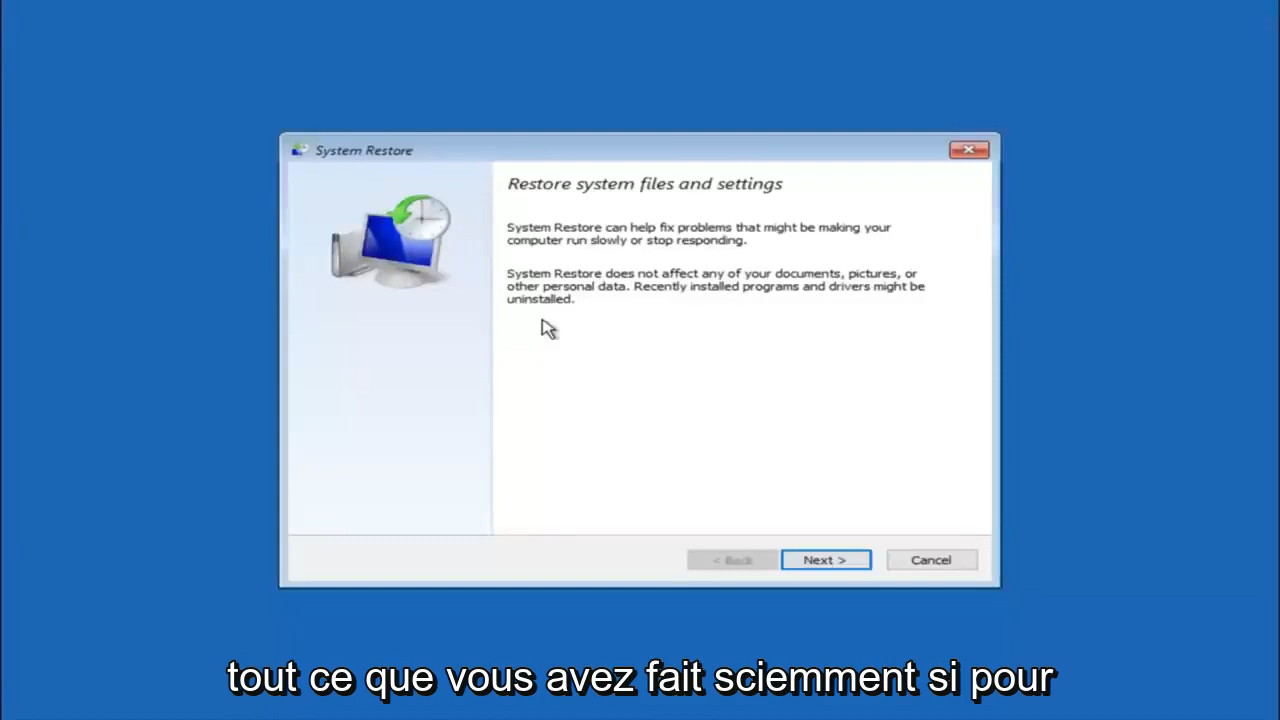 System Restore
Restore system files and settings
System Restore can help fix problems that might be making your
computer run slowly or stop responding.
System Restore does not affect any of your documents, pictures, or
other personal data. Recently installed programs and drivers might be
uninstalled.
< Back
Next >
Cancel
tout ce que vous avez fait sciemment si pour